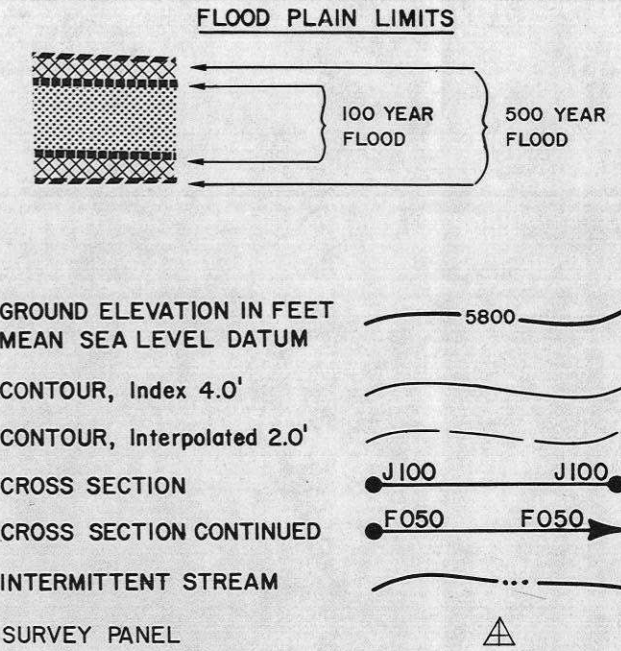 FLOOD PLAIN LIMITS
100 YEAR
FLOOD
500 YEAR
FLOOD
GROUND ELEVATION IN FEET
MEAN SEA LEVEL DATUM
5800
CONTOUR, Index 4.0'
CONTOUR, Interpolated 2.0'
CROSS SECTION
J100 J100
CROSS SECTION CONTINUED
F050 F050
INTERMITTENT STREAM
SURVEY PANEL